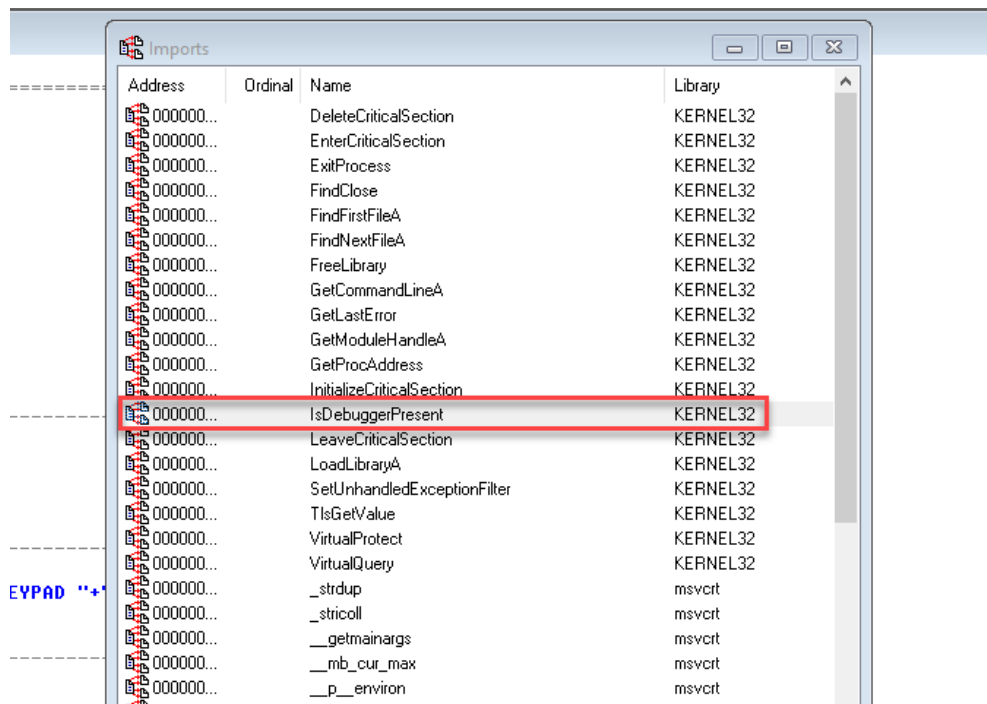 Imports
Address Ordinal Name Library
000000... DeleteCriticalSection KERNEL32
000000... EnterCriticalSection KERNEL32
000000... ExitProcess KERNEL32
000000... FindClose KERNEL32
000000... FindFirstFileA KERNEL32
000000... FindNextFileA KERNEL32
000000... FreeLibrary KERNEL32
000000... GetCommandLineA KERNEL32
000000... GetLastError KERNEL32
000000... GetModuleHandleA KERNEL32
000000... GetProcAddress KERNEL32
000000... InitializeCriticalSection KERNEL32
000000... IsDebuggerPresent KERNEL32
000000... LeaveCriticalSection KERNEL32
000000... LoadLibraryA KERNEL32
000000... SetUnhandledExceptionFilter KERNEL32
000000... TlsGetValue KERNEL32
000000... VirtualProtect KERNEL32
000000... VirtualQuery KERNEL32
EYPAD "+" 000000... _strdup msvcrt
000000... _stricoll msvcrt
000000... __getmainargs msvcrt
000000... __mb_cur_max msvcrt
000000... __p__environ msvcrt